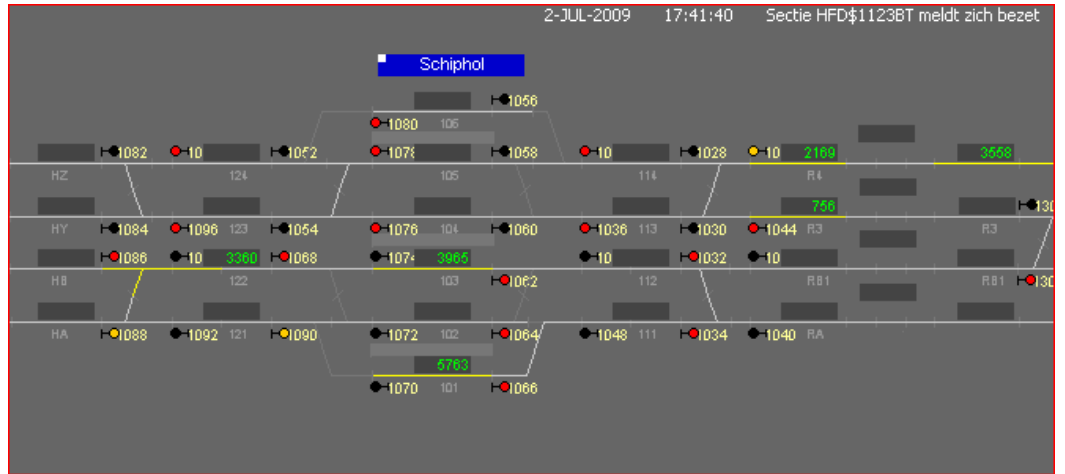 2-JUL-2009 17:41:40 Sectie HFD$1123BT meldt zich bezet
Schiphol
1056
1080 106
1082 10 1052 1078 1058 10 1028 10 2169 3558
HZ 124 105 114 R4
756
130
HY 1084 1096 123 1054 1076 104 1060 1036 113 1030 1044 R3 R3
1086 10 3360 1068 107 3965 10 1032 10
HB 122 103 1062 112 RB1 RB1 130
HA 1088 1092 121 1090 1072 102 1064 1048 111 1034 1040 RA
5763
1070 101 1066